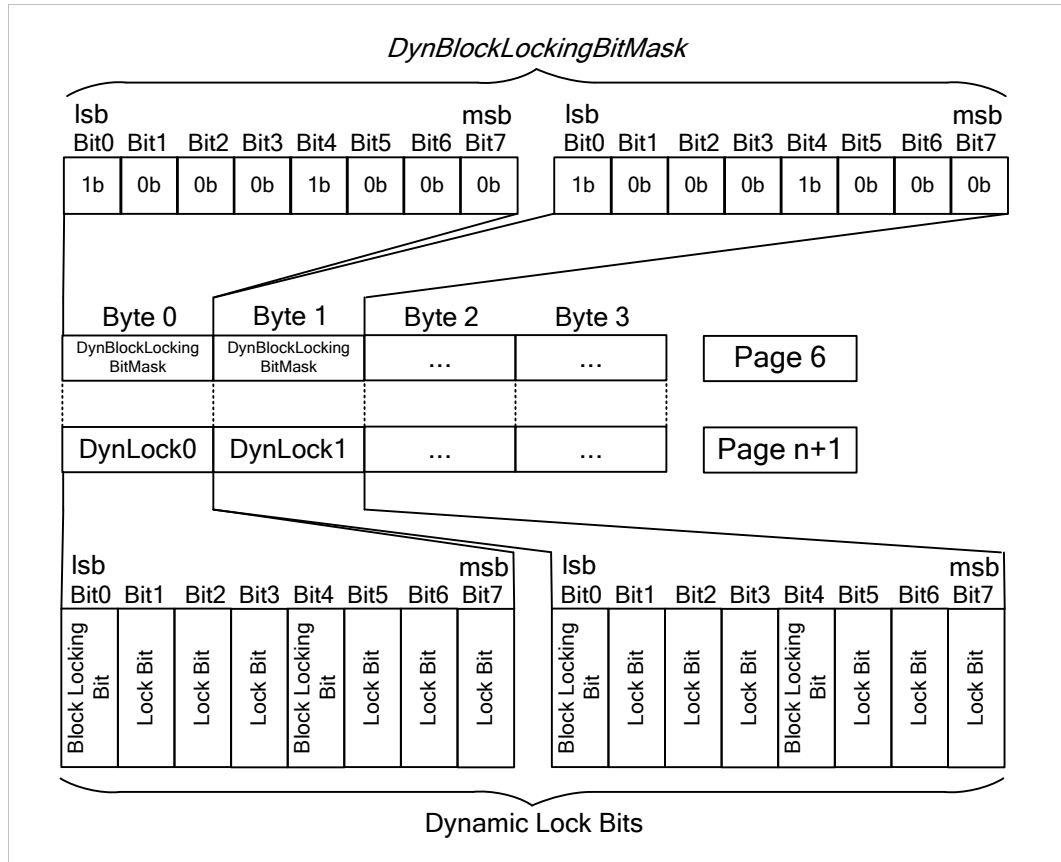 DynBlockLockingBitMask
lsb msb lsb msb
Bit0 Bit1 Bit2 Bit3 Bit4 Bit5 Bit6 Bit7 Bit0 Bit1 Bit2 Bit3 Bit4 Bit5 Bit6 Bit7
1b 0b 0b 0b 1b 0b 0b 0b 1b 0b 0b 0b 1b 0b 0b 0b
Byte 0 Byte 1 Byte 2 Byte 3
DynBlockLocking DynBlockLocking
BitMask BitMask ... ... Page 6
DynLock0 DynLock1 ... ... Page n+1
lsb msb lsb msb
Bit0 Bit1 Bit2 Bit3 Bit4 Bit5 Bit6 Bit7 Bit0 Bit1 Bit2 Bit3 Bit4 Bit5 Bit6 Bit7
Block Locking
Bit
Lock Bit
Lock Bit
Lock Bit
Block Locking
Bit
Lock Bit
Lock Bit
Lock Bit
Block Locking
Bit
Lock Bit
Lock Bit
Lock Bit
Block Locking
Bit
Lock Bit
Lock Bit
Lock Bit
Dynamic Lock Bits